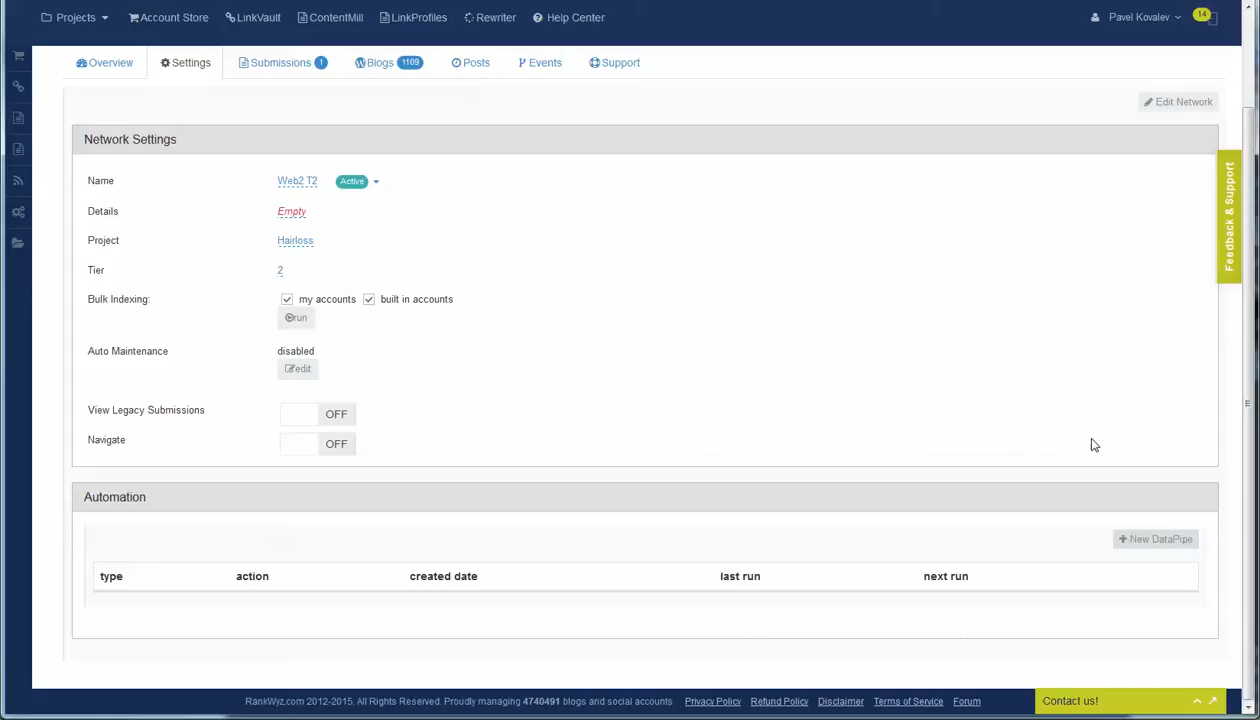 Projects Account Store LinkVault ContentMill LinkProfiles Rewriter Help Center Pavel Kovalev 14
Overview Settings Submissions 1 Blogs 1109 Posts Events Support
Edit Network
Network Settings
Name Web2 T2 Active
Details Empty
Project Hairloss
Tier 2
Bulk Indexing: my accounts built in accounts
run
Auto Maintenance disabled
edit
View Legacy Submissions OFF
Navigate OFF
Feedback & Support
Automation
New DataPipe
type action created date last run next run
RankWyz.com 2012-2015. All Rights Reserved. Proudly managing 4740491 blogs and social accounts. Privacy Policy Refund Policy Disclaimer Terms of Service Forum
Contact us!